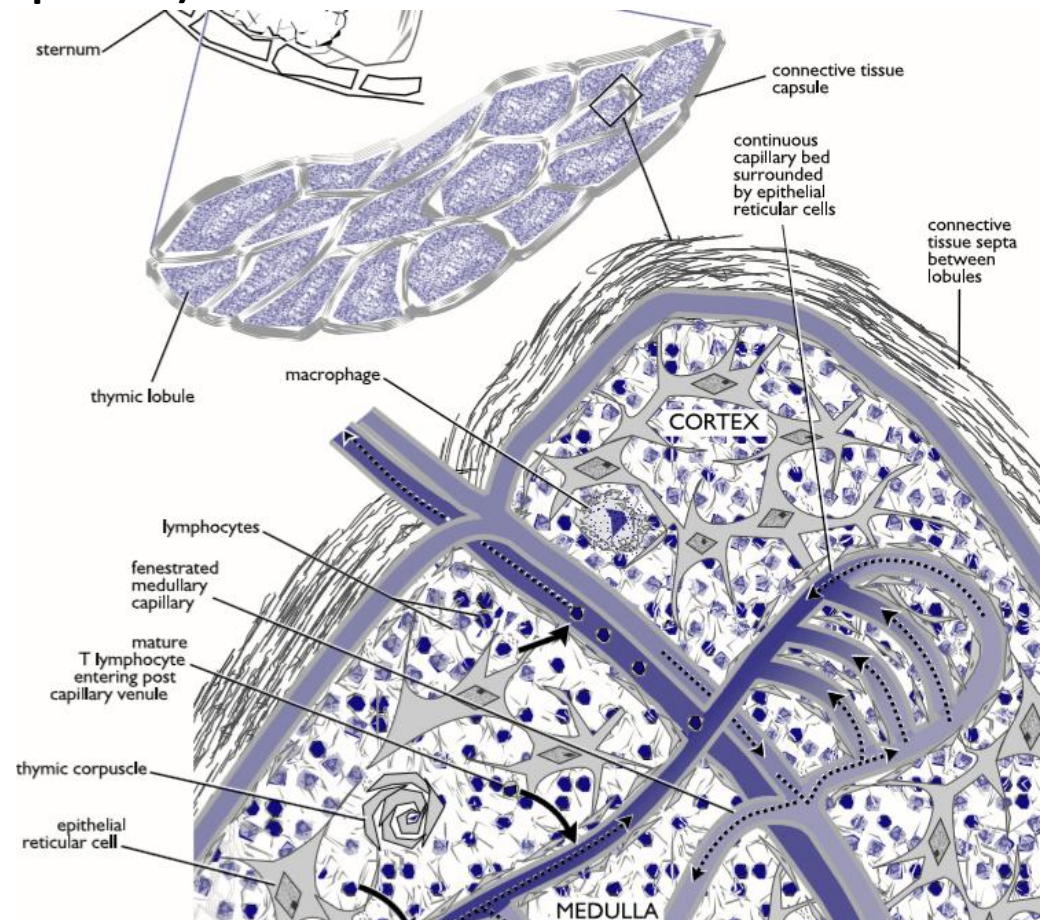 sternum
connective tissue
capsule
continuous
capillary bed
surrounded
by epithelial
reticular cells
connective
tissue septa
between
lobules
thymic lobule
macrophage
CORTEX
lymphocytes
fenestrated
medullary
capillary
mature
T lymphocyte
entering post
capillary venule
thymic corpuscle
epithelial
reticular cell
MEDULLA